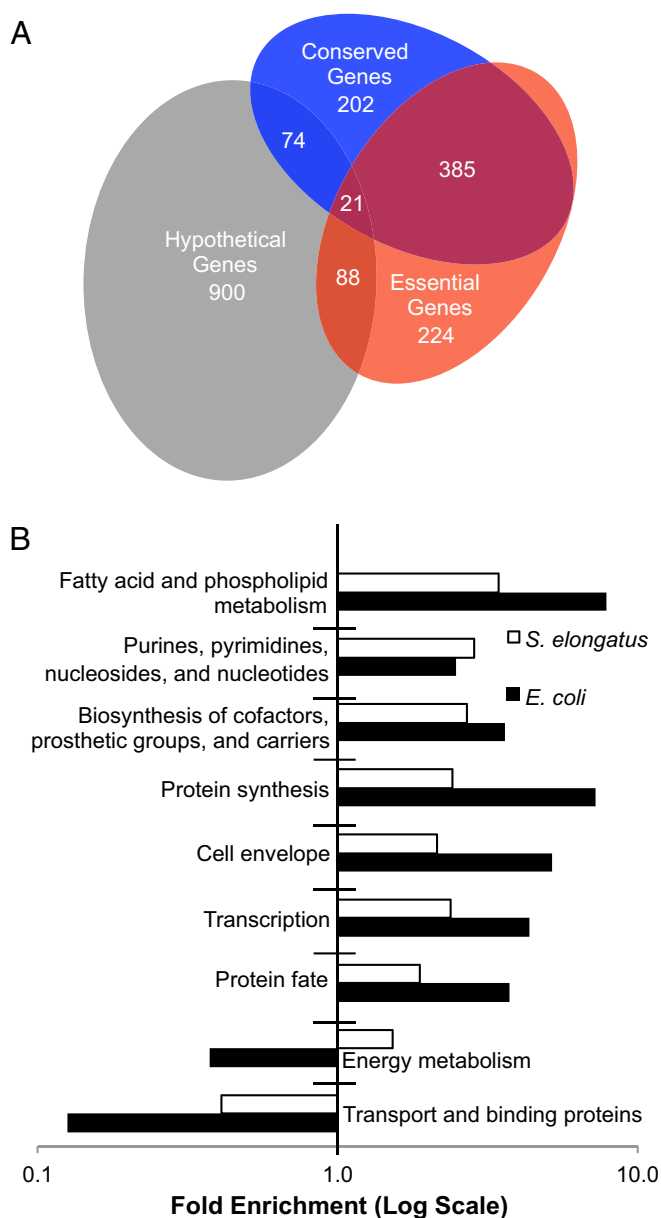 A
Conserved
Genes
202
74
385
21
Hypothetical
Genes
900
88
Essential
Genes
224
B
Fatty acid and phospholipid
metabolism
S. elongatus
Purines, pyrimidines,
nucleosides, and nucleotides
E. coli
Biosynthesis of cofactors,
prosthetic groups, and carriers
Protein synthesis
Cell envelope
Transcription
Protein fate
Energy metabolism
Transport and binding proteins
0.1
1.0
10.0
Fold Enrichment (Log Scale)